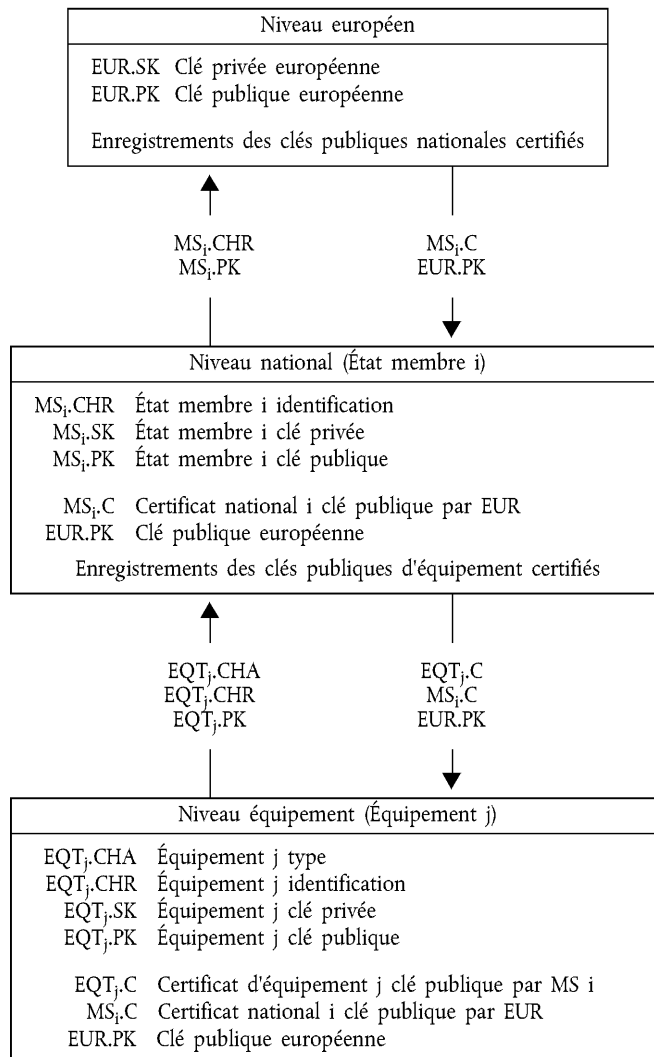 Niveau européen
EUR.SK Clé privée européenne
EUR.PK Clé publique européenne
Enregistrements des clés publiques nationales certifiés
MSi.CHR
MSi.PK
MSi.C
EUR.PK
Niveau national (État membre i)
MSi.CHR État membre i identification
MSi.SK État membre i clé privée
MSi.PK État membre i clé publique
MSi.C Certificat national i clé publique par EUR
EUR.PK Clé publique européenne
Enregistrements des clés publiques d'équipement certifiés
EQTj.CHA
EQTj.CHR
EQTj.PK
EQTj.C
MSi.C
EUR.PK
Niveau équipement (Équipement j)
EQTj.CHA Équipement j type
EQTj.CHR Équipement j identification
EQTj.SK Équipement j clé privée
EQTj.PK Équipement j clé publique
EQTj.C Certificat d'équipement j clé publique par MS i
MSi.C Certificat national i clé publique par EUR
EUR.PK Clé publique européenne